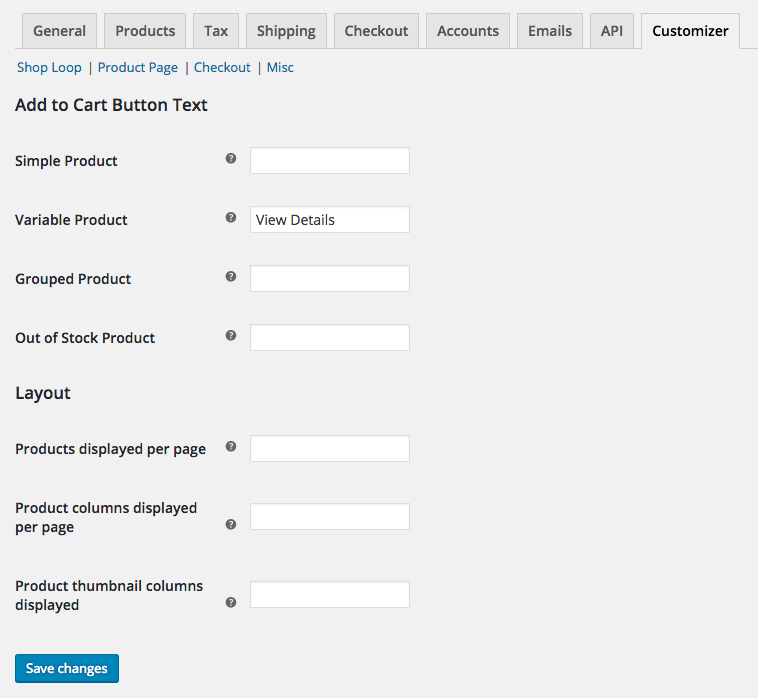 General Products Tax Shipping Checkout Accounts Emails API Customizer
Shop Loop | Product Page | Checkout | Misc
Add to Cart Button Text
Simple Product ?
Variable Product ? View Details
Grouped Product ?
Out of Stock Product ?
Layout
Products displayed per page ?
Product columns displayed
per page ?
Product thumbnail columns
displayed ?
Save changes